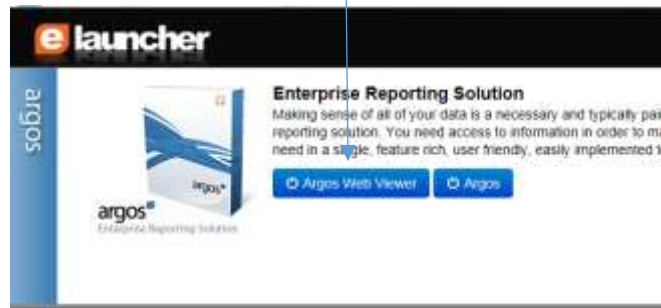 e launcher
argos
Enterprise Reporting Solution
Making sense of all of your data is a necessary and typically pai
reporting solution. You need access to information in order to ma
need in a single, feature rich, user friendly, easily implemented
Argos Web Viewer
Argos
argos
argos
Enterprise Reporting Solution